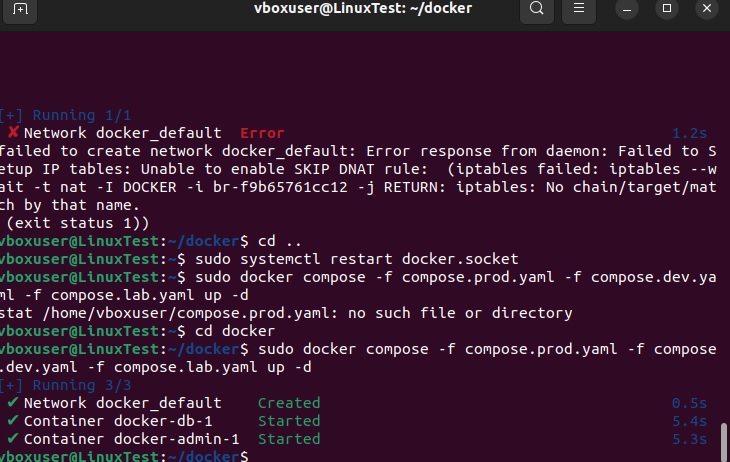 vboxuser@LinuxTest: ~/docker
[+] Running 1/1
✘ Network docker_default Error 1.2s
failed to create network docker_default: Error response from daemon: Failed to S
etup IP tables: Unable to enable SKIP DNAT rule: (iptables failed: iptables --w
ait -t nat -I DOCKER -i br-f9b65761cc12 -j RETURN: iptables: No chain/target/mat
ch by that name.
(exit status 1))
vboxuser@LinuxTest:~/docker$ cd ..
vboxuser@LinuxTest:~$ sudo systemctl restart docker.socket
vboxuser@LinuxTest:~$ sudo docker compose -f compose.prod.yaml -f compose.dev.ya
ml -f compose.lab.yaml up -d
stat /home/vboxuser/compose.prod.yaml: no such file or directory
vboxuser@LinuxTest:~$ cd docker
vboxuser@LinuxTest:~/docker$ sudo docker compose -f compose.prod.yaml -f compose
.dev.yaml -f compose.lab.yaml up -d
[+] Running 3/3
✔ Network docker_default Created 0.5s
✔ Container docker-db-1 Started 5.4s
✔ Container docker-admin-1 Started 5.3s
vboxuser@LinuxTest:~/docker$